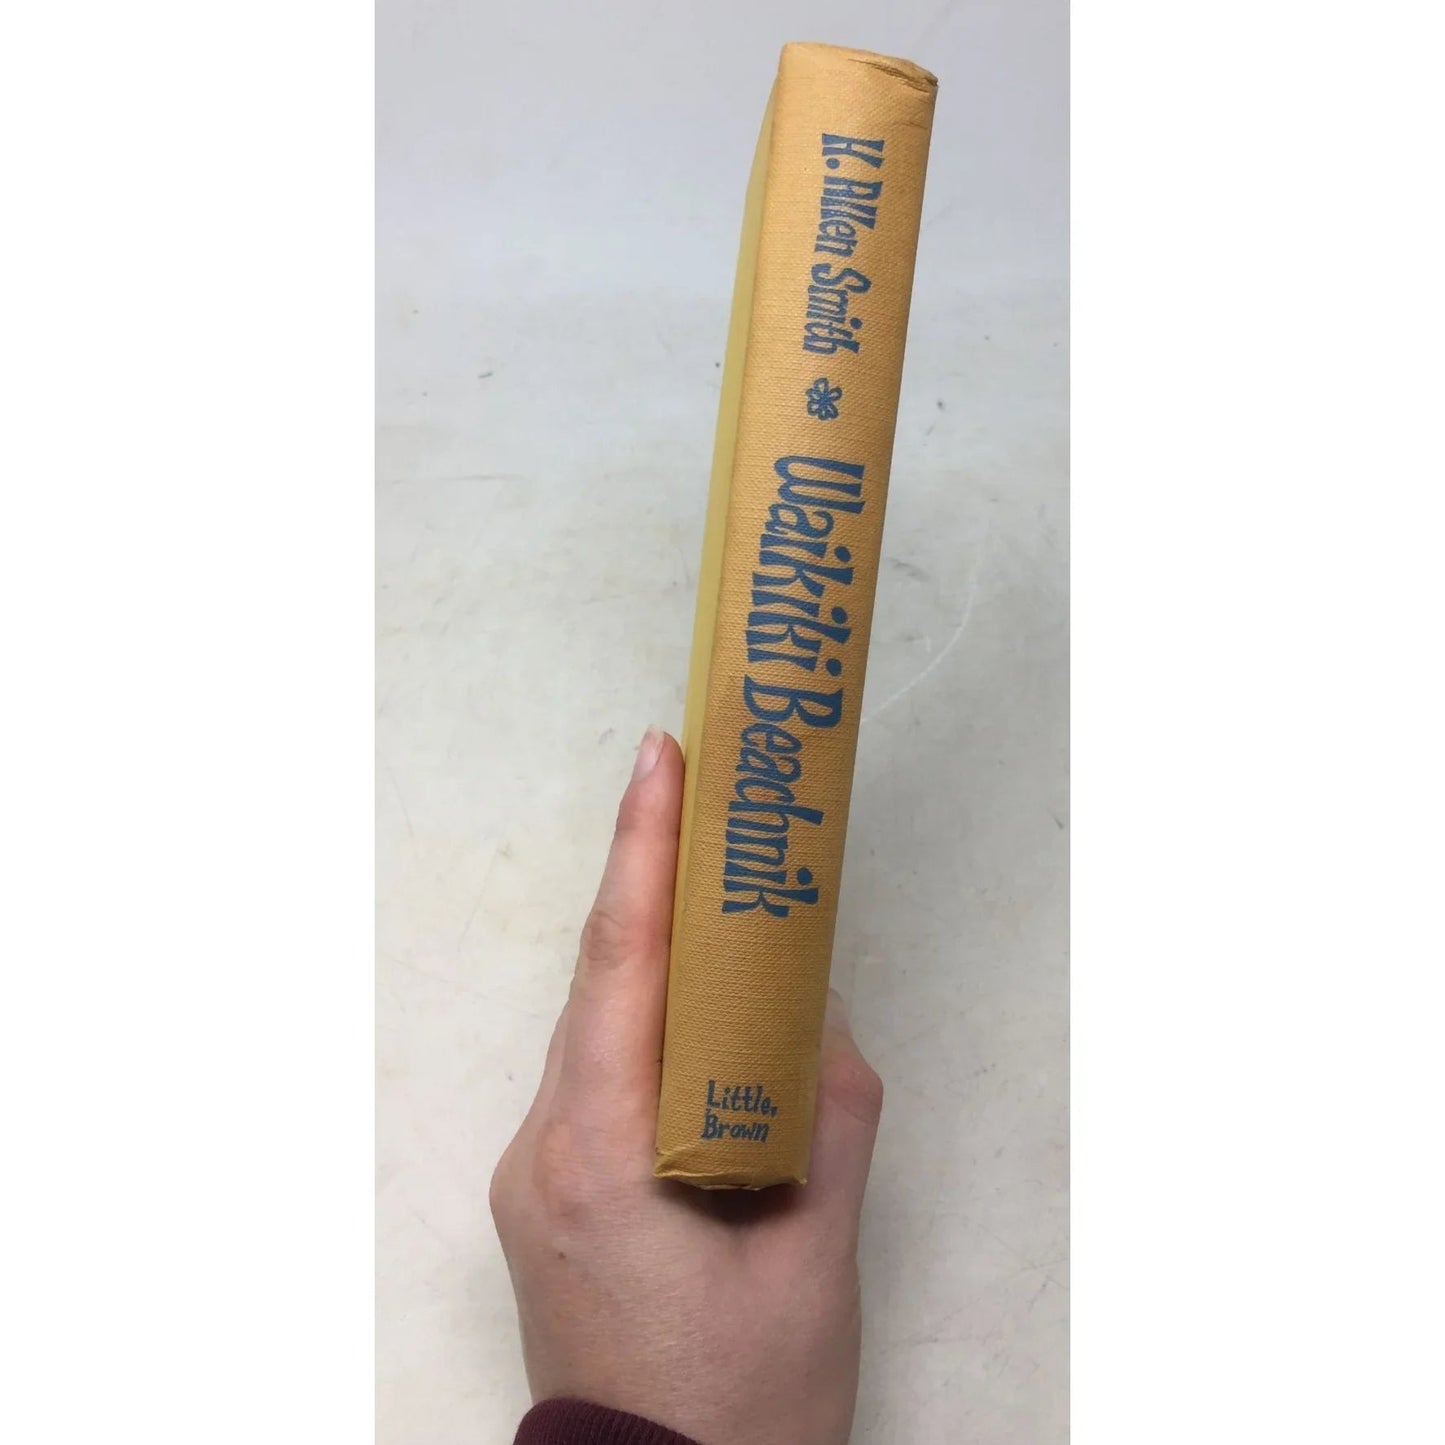 H. Allen Smith
Waikiki Beachnik
Little,
Brown